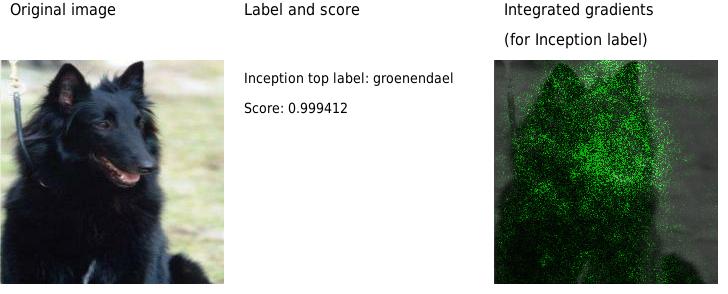 Original image
Label and score
Integrated gradients
(for Inception label)
Inception top label: groenendael
Score: 0.999412